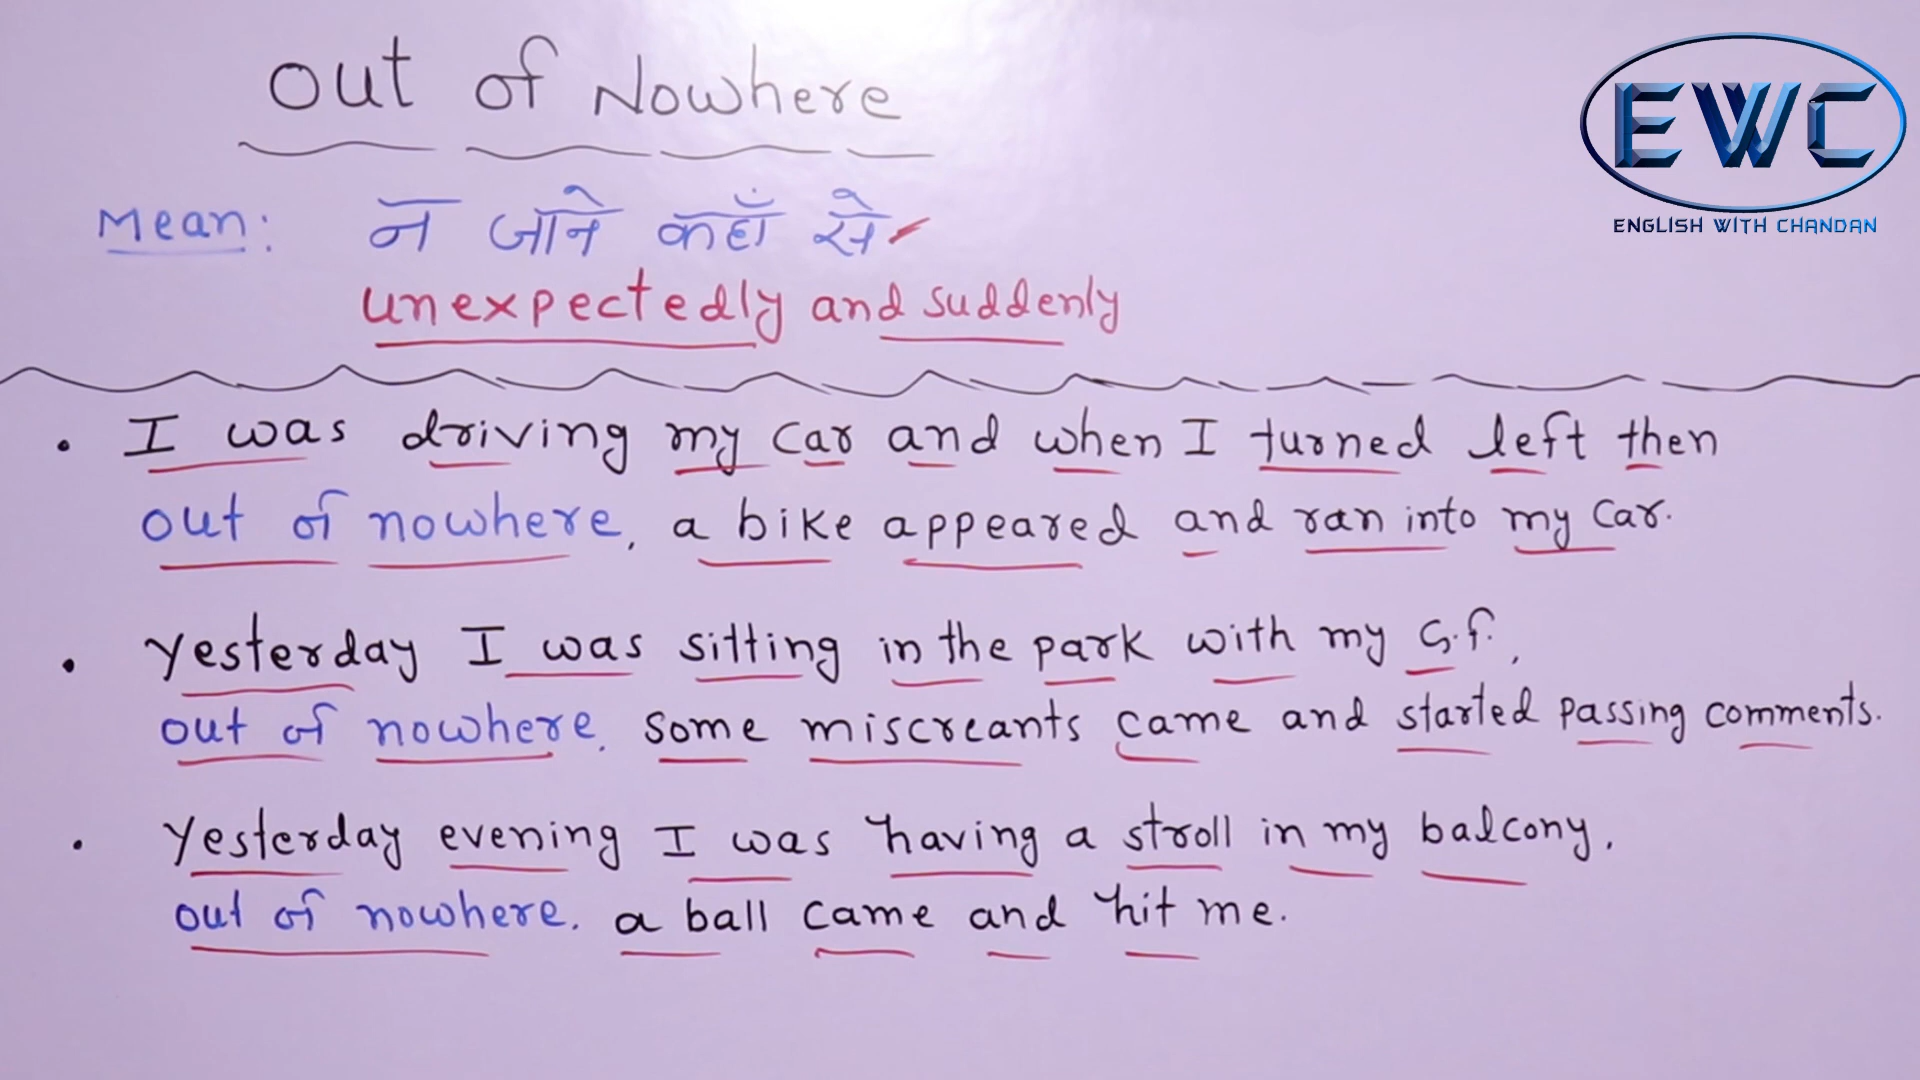 out of Nowhere
EWC
ENGLISH WITH CHANDAN
Mean: न जाने कहाँ से
unexpectedly and suddenly
• I was driving my car and when I turned left then
out of nowhere, a bike appeared and ran into my car.
• Yesterday I was sitting in the park with my G.F.,
out of nowhere, some miscreants came and started passing comments.
• Yesterday evening I was having a stroll in my balcony,
out of nowhere, a ball came and hit me.